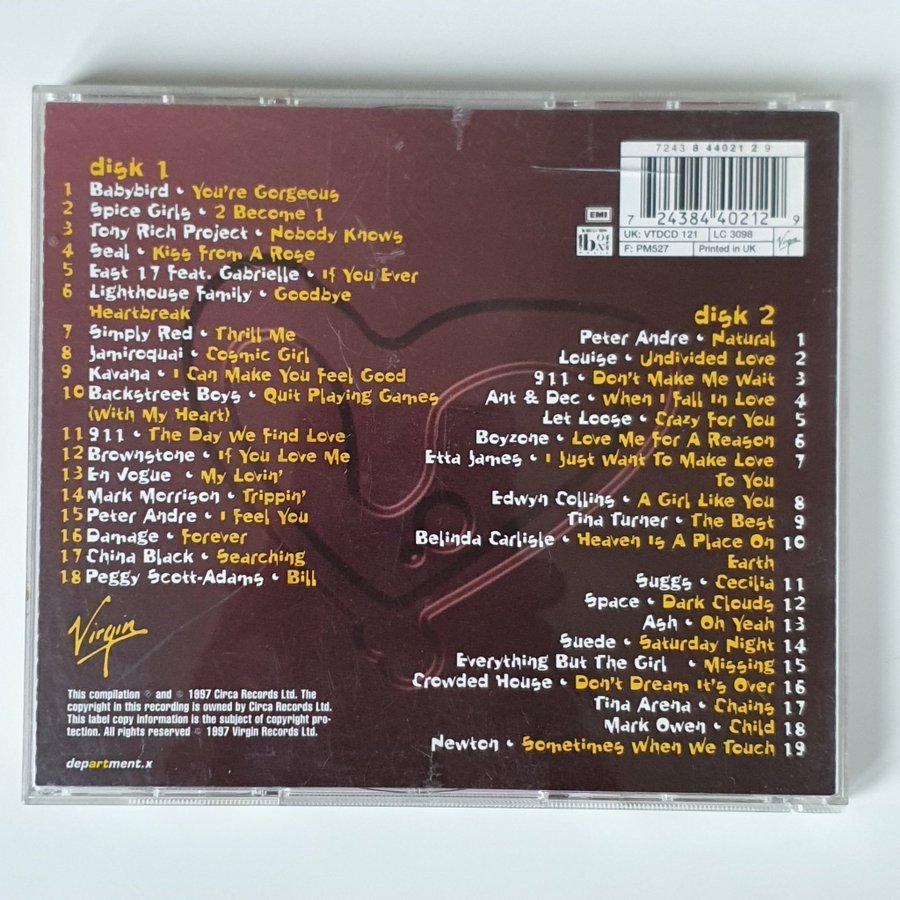 disk 1
1 Babybird • You're Gorgeous
2 Spice Girls • 2 Become 1
3 Tony Rich Project • Nobody Knows
4 Seal • Kiss From A Rose
5 East 17 Feat. Gabrielle • If You Ever
6 Lighthouse Family • Goodbye
Heartbreak
7 Simply Red • Thrill Me
8 Jamiroquai • Cosmic Girl
9 Kavana • I Can Make You Feel Good
10 Backstreet Boys • Quit Playing Games
(With My Heart)
11 911 • The Day We Find Love
12 Brownstone • If You Love Me
13 En Vogue • My Lovin'
14 Mark Morrison • Trippin'
15 Peter Andre • I Feel You
16 Damage • Forever
17 China Black • Searching
18 Peggy Scott-Adams • Bill
Virgin
This compilation ℗ and © 1997 Circa Records Ltd. The
copyright in this recording is owned by Circa Records Ltd.
This label copy information is the subject of copyright pro-
tection. All rights reserved © 1997 Virgin Records Ltd.
department.x
7243 8 44021 2 9
7 24384 40212 9
EMI
UK: VTDCD 121 LC 3098
F: PM527 Printed in UK Virgin
disk 2
Peter Andre • Natural 1
Louise • Undivided Love 2
911 • Don't Make Me Wait 3
Ant & Dec • When I Fall In Love 4
Let Loose • Crazy For You 5
Boyzone • Love Me For A Reason 6
Etta James • I Just Want To Make Love 7
To You
Edwyn Collins • A Girl Like You 8
Tina Turner • The Best 9
Belinda Carlisle • Heaven Is A Place On 10
Earth
Suggs • Cecilia 11
Space • Dark Clouds 12
Ash • Oh Yeah 13
Suede • Saturday Night 14
Everything But The Girl • Missing 15
Crowded House • Don't Dream It's Over 16
Tina Arena • Chains 17
Mark Owen • Child 18
Newton • Sometimes When We Touch 19